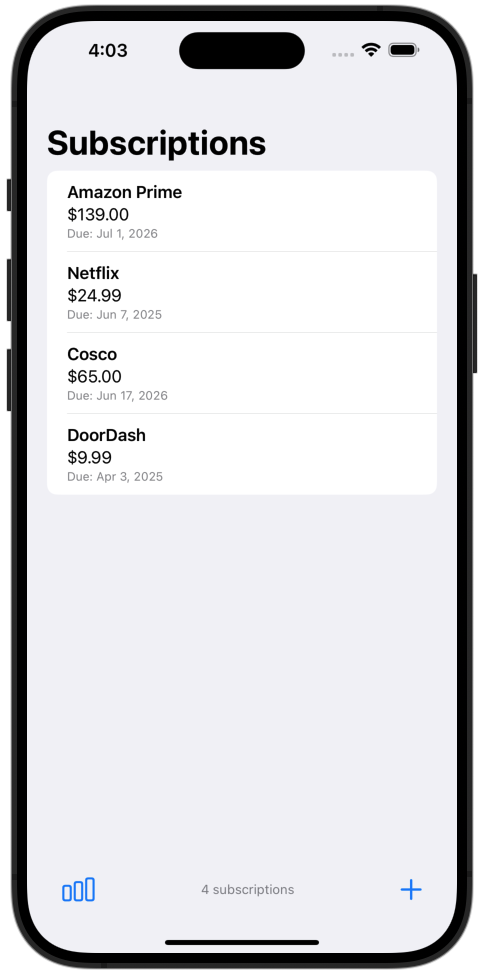 4:03
Subscriptions
Amazon Prime
$139.00
Due: Jul 1, 2026
Netflix
$24.99
Due: Jun 7, 2025
Cosco
$65.00
Due: Jun 17, 2026
DoorDash
$9.99
Due: Apr 3, 2025
4 subscriptions